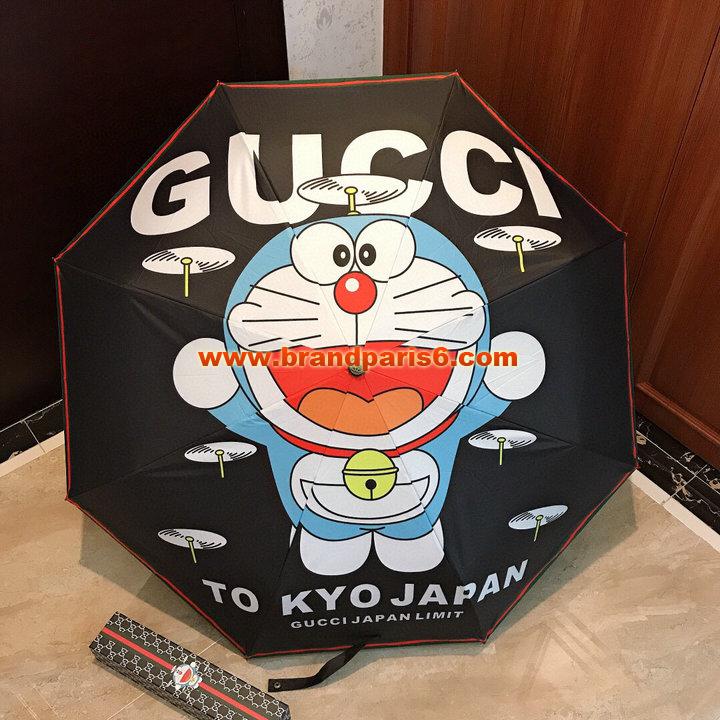 GUCCI
www.brandparis6.com
TO KYO JAPAN
GUCCI JAPAN LIMIT